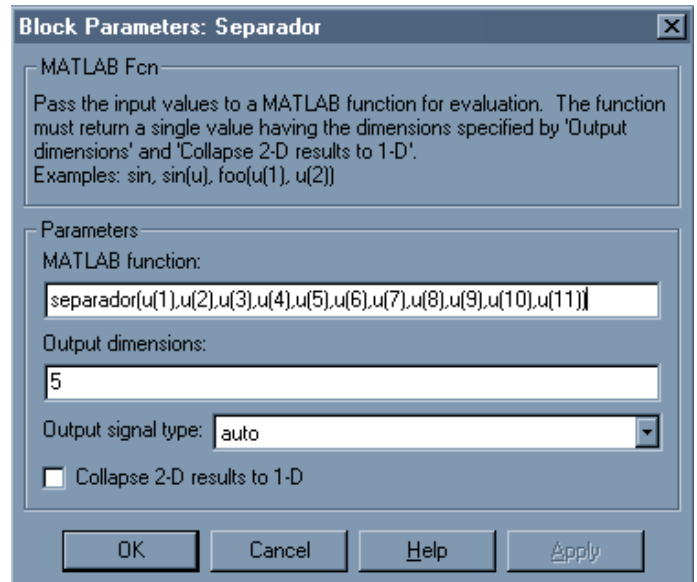 Block Parameters: Separador
MATLAB Fcn
Pass the input values to a MATLAB function for evaluation. The function
must return a single value having the dimensions specified by 'Output
dimensions' and 'Collapse 2-D results to 1-D'.
Examples: sin, sin(u), foo(u(1), u(2))
Parameters
MATLAB function:
separador(u(1),u(2),u(3),u(4),u(5),u(6),u(7),u(8),u(9),u(10),u(11))
Output dimensions:
5
Output signal type: auto
Collapse 2-D results to 1-D
OK Cancel Help Apply